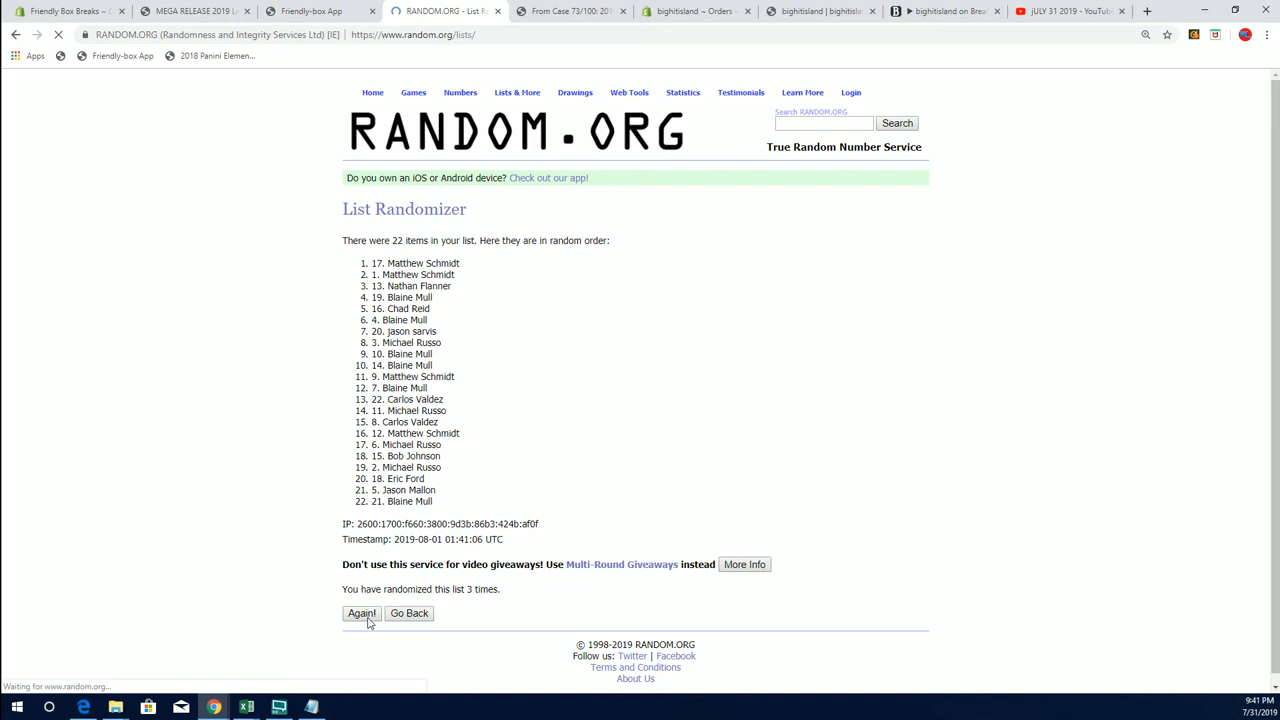 Friendly Box Breaks ~ C
MEGA RELEASE 2019 L
Friendly-box App
RANDOM.ORG - List R
From Case 73/100: 201
bighitisland ~ Orders ~
bighitisland | bighitisla
bighitisland on Brea
jULY 31 2019 - YouTube
RANDOM.ORG (Randomness and Integrity Services Ltd) [IE] | https://www.random.org/lists/
Apps
Friendly-box App
2018 Panini Elemen...
Home Games Numbers Lists & More Drawings Web Tools Statistics Testimonials Learn More Login
RANDOM.ORG
Search RANDOM.ORG
Search
True Random Number Service
Do you own an iOS or Android device? Check out our app!
List Randomizer
There were 22 items in your list. Here they are in random order:
1. 17. Matthew Schmidt
2. 1. Matthew Schmidt
3. 13. Nathan Flanner
4. 19. Blaine Mull
5. 16. Chad Reid
6. 4. Blaine Mull
7. 20. jason sarvis
8. 3. Michael Russo
9. 10. Blaine Mull
10. 14. Blaine Mull
11. 9. Matthew Schmidt
12. 7. Blaine Mull
13. 22. Carlos Valdez
14. 11. Michael Russo
15. 8. Carlos Valdez
16. 12. Matthew Schmidt
17. 6. Michael Russo
18. 15. Bob Johnson
19. 2. Michael Russo
20. 18. Eric Ford
21. 5. Jason Mallon
22. 21. Blaine Mull
IP: 2600:1700:f660:3800:9d3b:86b3:424b:af0f
Timestamp: 2019-08-01 01:41:06 UTC
Don't use this service for video giveaways! Use Multi-Round Giveaways instead More Info
You have randomized this list 3 times.
Again! Go Back
© 1998-2019 RANDOM.ORG
Follow us: Twitter | Facebook
Terms and Conditions
About Us
Waiting for www.random.org...
9:41 PM
7/31/2019